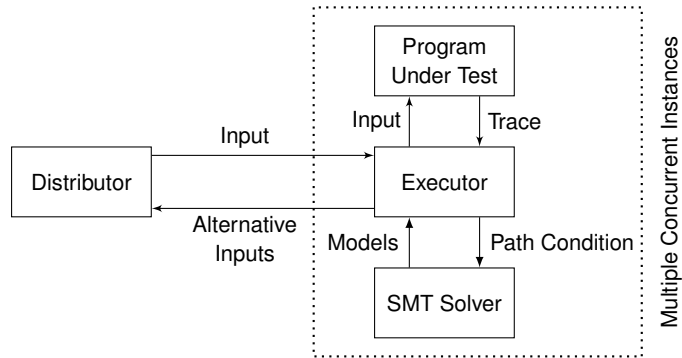 Program
Under Test
Input
Trace
Input
Distributor
Executor
Alternative
Inputs
Models
Path Condition
SMT Solver
Multiple Concurrent Instances